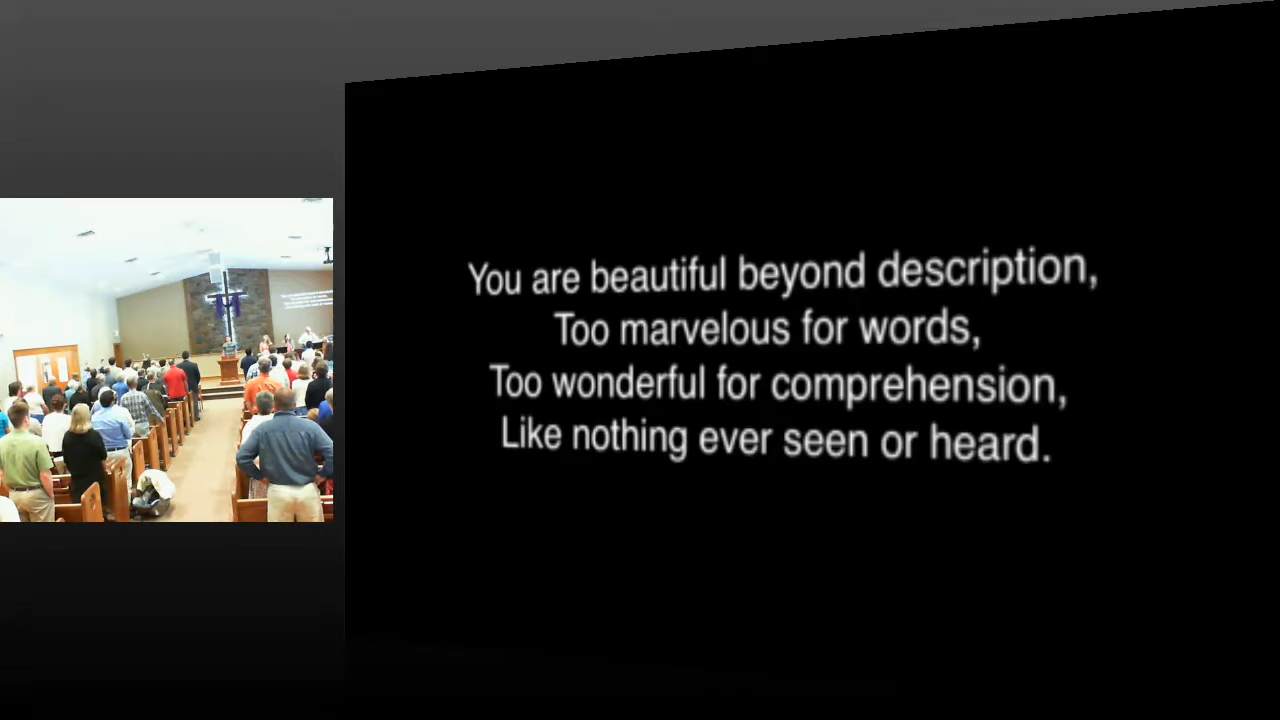 You are beautiful beyond description,
Too marvelous for words,
Too wonderful for comprehension,
Like nothing ever seen or heard.